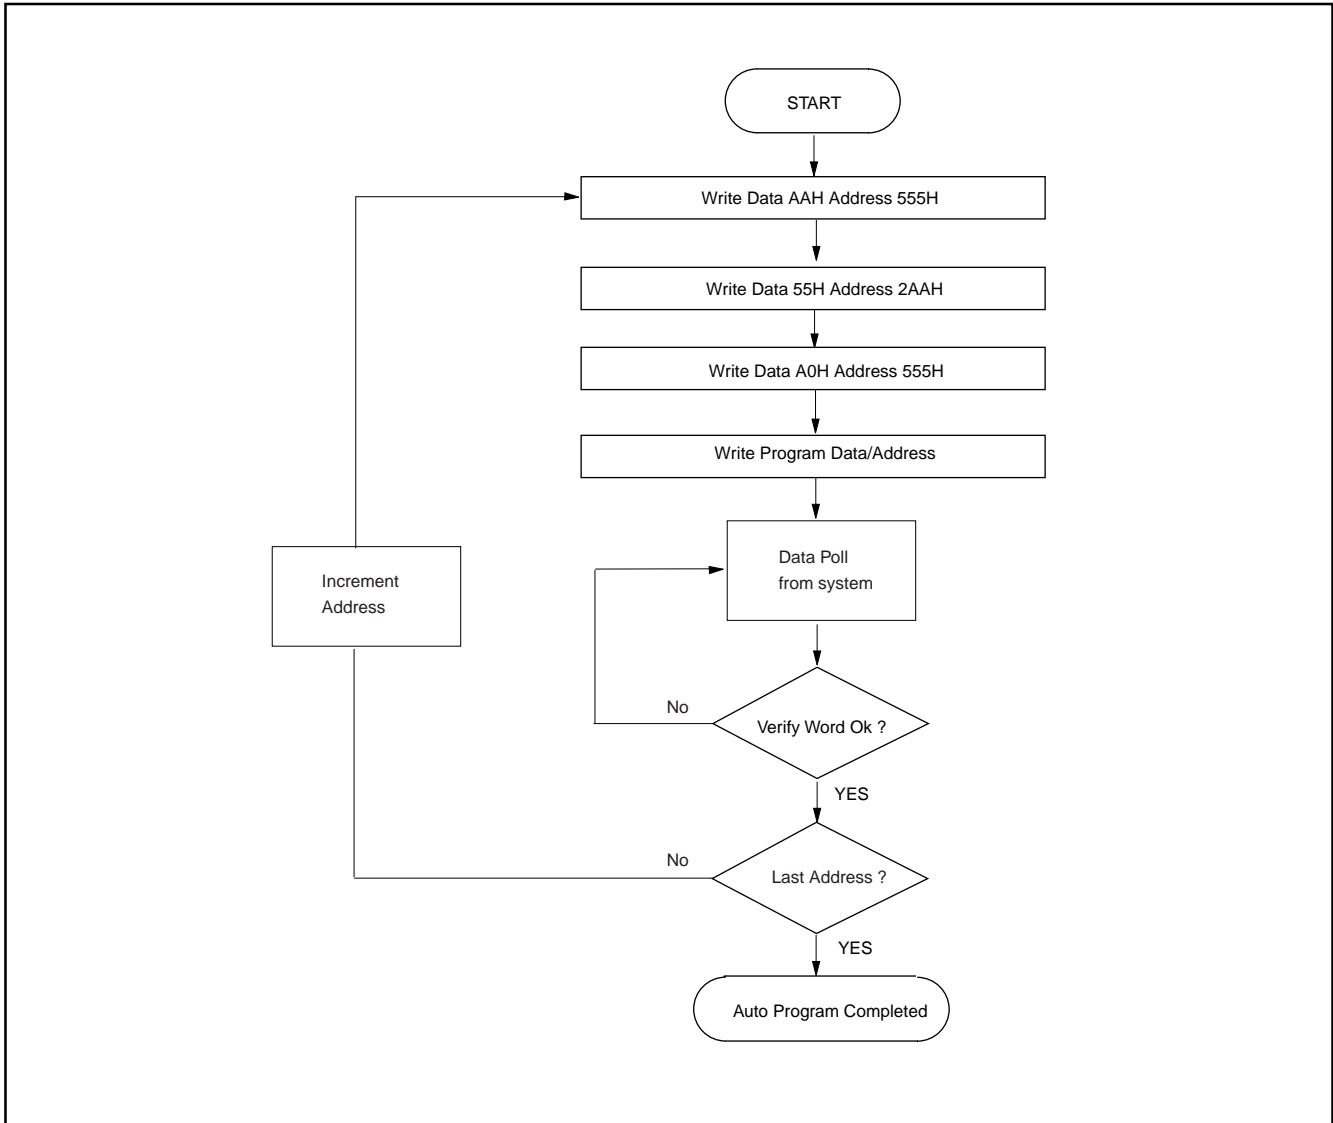 START
Write Data AAH Address 555H
Write Data 55H Address 2AAH
Write Data A0H Address 555H
Write Program Data/Address
Data Poll
from system
Increment
Address
No
Verify Word Ok ?
YES
No
Last Address ?
YES
Auto Program Completed